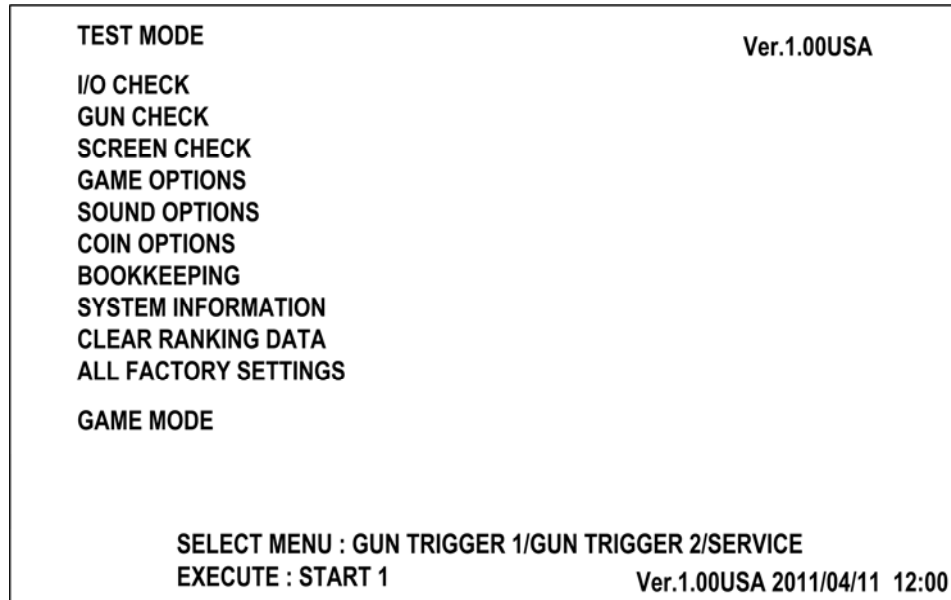 TEST MODE
Ver.1.00USA
I/O CHECK
GUN CHECK
SCREEN CHECK
GAME OPTIONS
SOUND OPTIONS
COIN OPTIONS
BOOKKEEPING
SYSTEM INFORMATION
CLEAR RANKING DATA
ALL FACTORY SETTINGS
GAME MODE
SELECT MENU : GUN TRIGGER 1/GUN TRIGGER 2/SERVICE
EXECUTE : START 1
Ver.1.00USA 2011/04/11 12:00